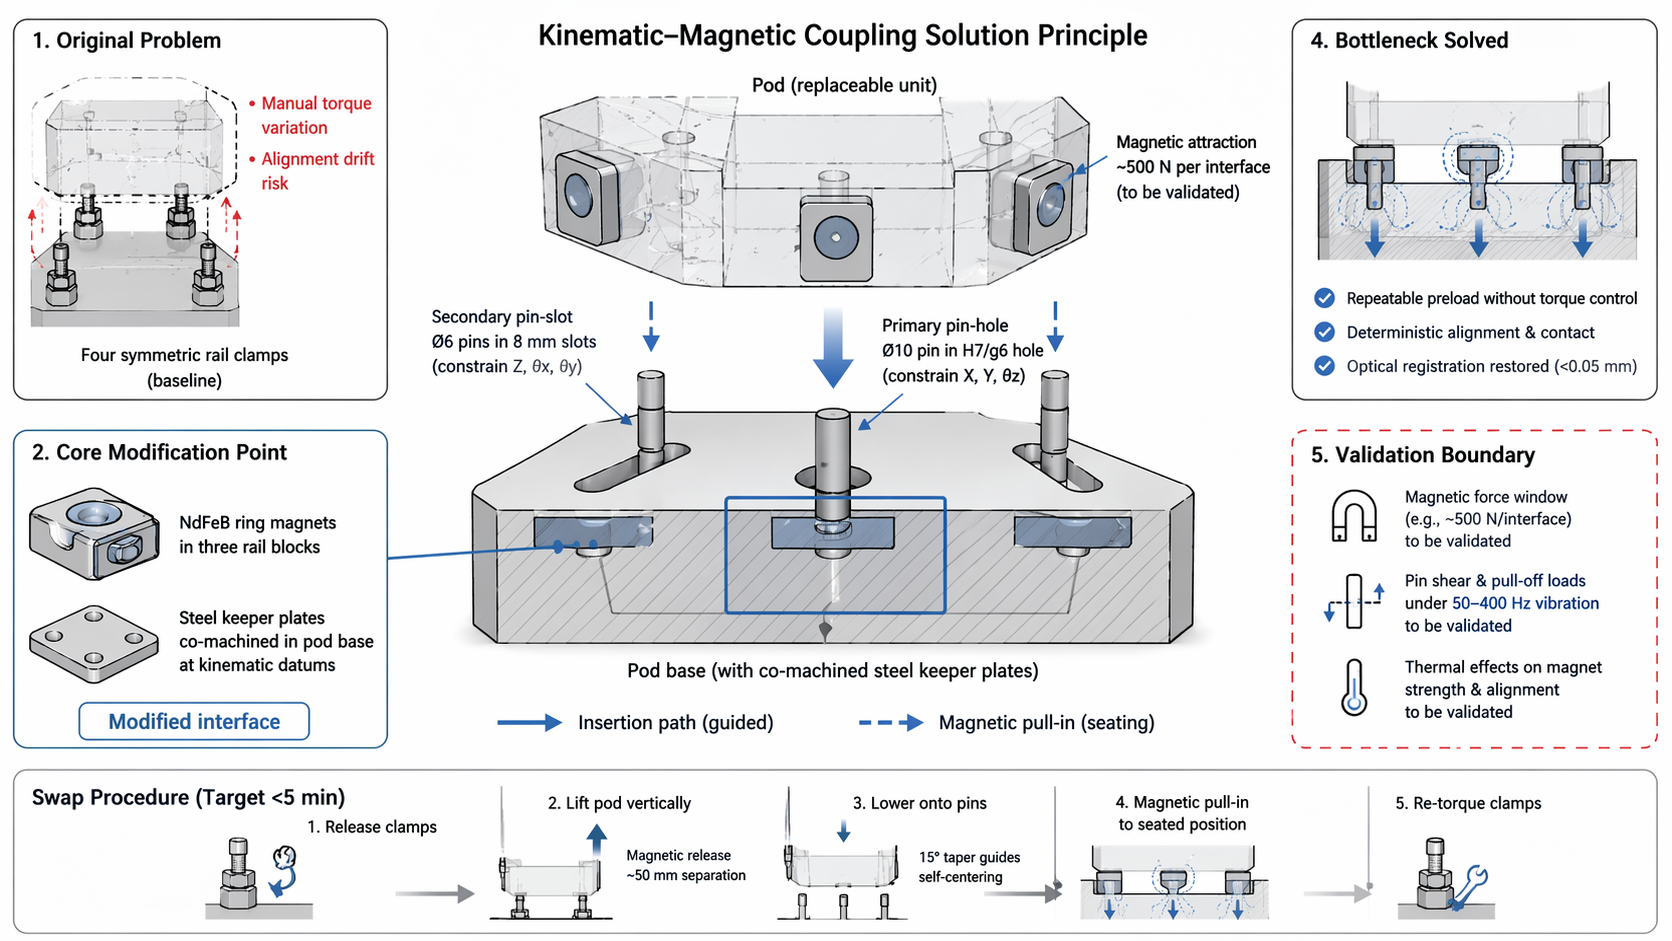 Kinematic–Magnetic Coupling Solution Principle
1. Original Problem
• Manual torque
variation
• Alignment drift
risk
Four symmetric rail clamps
(baseline)
2. Core Modification Point
NdFeB ring magnets
in three rail blocks
Steel keeper plates
co-machined in pod base
at kinematic datums
Modified interface
Pod (replaceable unit)
Magnetic attraction
~500 N per interface
(to be validated)
Secondary pin-slot
Ø6 pins in 8 mm slots
(constrain Z, θx, θy)
Primary pin-hole
Ø10 pin in H7/g6 hole
(constrain X, Y, θz)
Pod base (with co-machined steel keeper plates)
Insertion path (guided)
Magnetic pull-in (seating)
4. Bottleneck Solved
Repeatable preload without torque control
Deterministic alignment & contact
Optical registration restored (<0.05 mm)
5. Validation Boundary
Magnetic force window
(e.g., ~500 N/interface)
to be validated
Pin shear & pull-off loads
under 50–400 Hz vibration
to be validated
Thermal effects on magnet
strength & alignment
to be validated
Swap Procedure (Target <5 min)
1. Release clamps
2. Lift pod vertically
Magnetic release
~50 mm separation
3. Lower onto pins
15° taper guides
self-centering
4. Magnetic pull-in
to seated position
5. Re-torque clamps